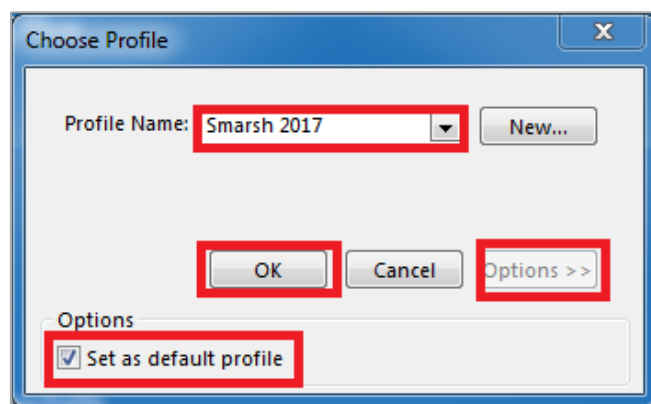 Choose Profile
x
Profile Name: Smarsh 2017 New...
OK Cancel Options >>
Options
Set as default profile